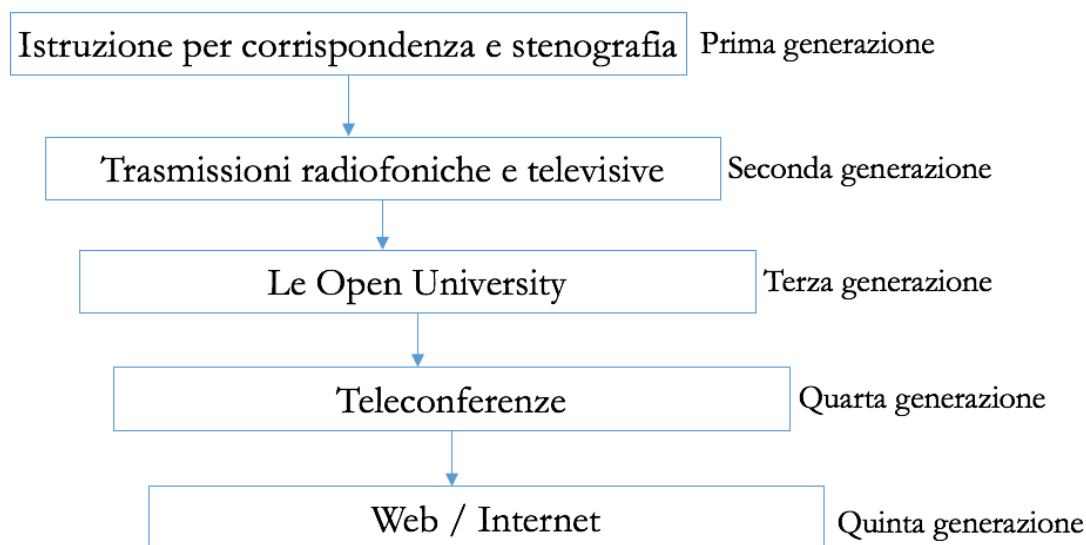 Istruzione per corrispondenza e stenografia
Prima generazione
Trasmissioni radiofoniche e televisive
Seconda generazione
Le Open University
Terza generazione
Teleconferenze
Quarta generazione
Web / Internet
Quinta generazione